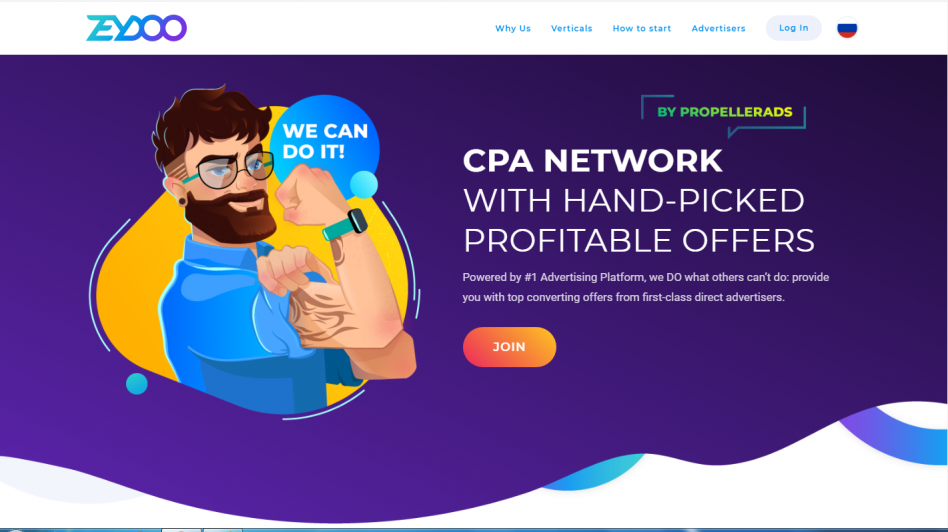 ZEYDOO
Why Us
Verticals
How to start
Advertisers
Log In
WE CAN
DO IT!
BY PROPELLERADS
CPA NETWORK
WITH HAND-PICKED
PROFITABLE OFFERS
Powered by #1 Advertising Platform, we DO what others can't do: provide
you with top converting offers from first-class direct advertisers.
JOIN